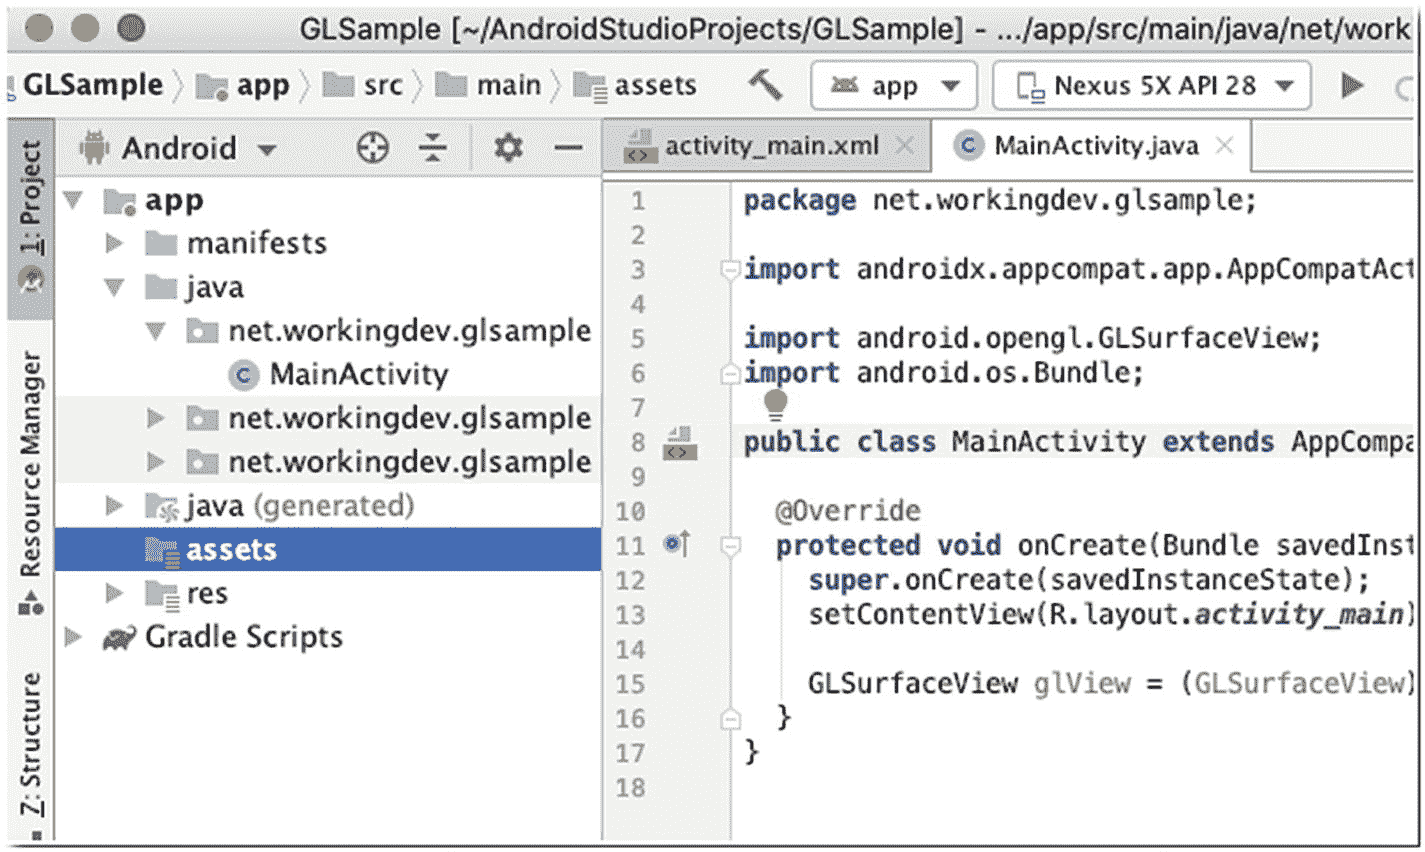 GLSample [~/AndroidStudioProjects/GLSample] - .../app/src/main/java/net/work
GLSample app src main assets app Nexus 5X API 28
1: Project
Resource Manager
7: Structure
Android
app
manifests
java
net.workingdev.glsample
MainActivity
net.workingdev.glsample
net.workingdev.glsample
java (generated)
assets
res
Gradle Scripts
activity_main.xml MainActivity.java
1 package net.workingdev.glsample;
2
3 import androidx.appcompat.app.AppCompatAct
4
5 import android.opengl.GLSurfaceView;
6 import android.os.Bundle;
7
8 public class MainActivity extends AppCompa
9
10 @Override
11 protected void onCreate(Bundle savedInst
12 super.onCreate(savedInstanceState);
13 setContentView(R.layout.activity_main)
14
15 GLSurfaceView glView = (GLSurfaceView)
16 }
17 }
18